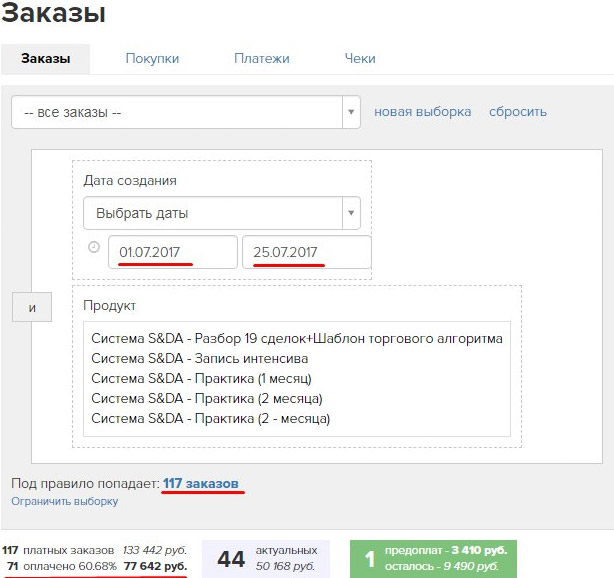 Заказы
Заказы Покупки Платежи Чеки
-- все заказы -- новая выборка сбросить
Дата создания
Выбрать даты
01.07.2017 25.07.2017
и
Продукт
Система S&DA - Разбор 19 сделок+Шаблон торгового алгоритма
Система S&DA - Запись интенсива
Система S&DA - Практика (1 месяц)
Система S&DA - Практика (2 месяца)
Система S&DA - Практика (2 - месяца)
Под правило попадает: 117 заказов
Ограничить выборку
117 платных заказов 133 442 руб.
71 оплачено 60.68% 77 642 руб.
44 актуальных
50 168 руб.
1 предоплат - 3 410 руб.
осталось - 9 490 руб.